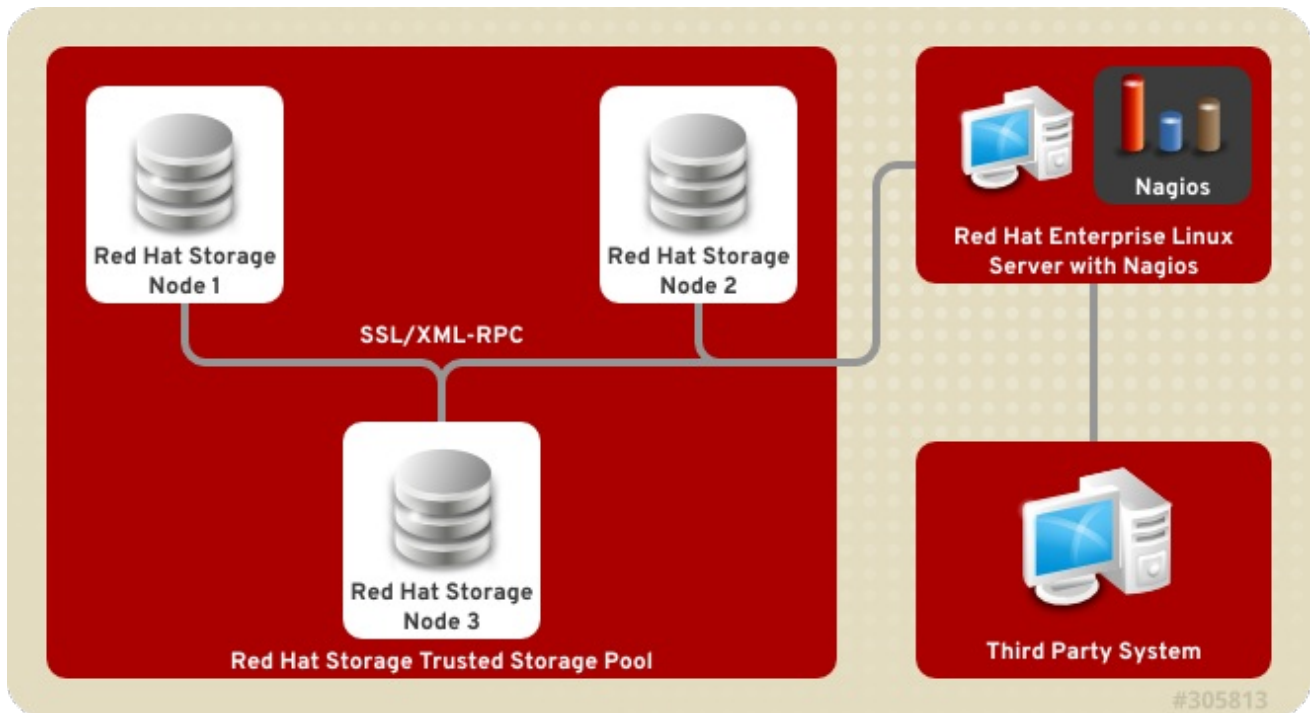 Red Hat Storage
Node 1
Red Hat Storage
Node 2
SSL/XML-RPC
Red Hat Storage
Node 3
Red Hat Storage Trusted Storage Pool
Nagios
Red Hat Enterprise Linux
Server with Nagios
Third Party System
#305813